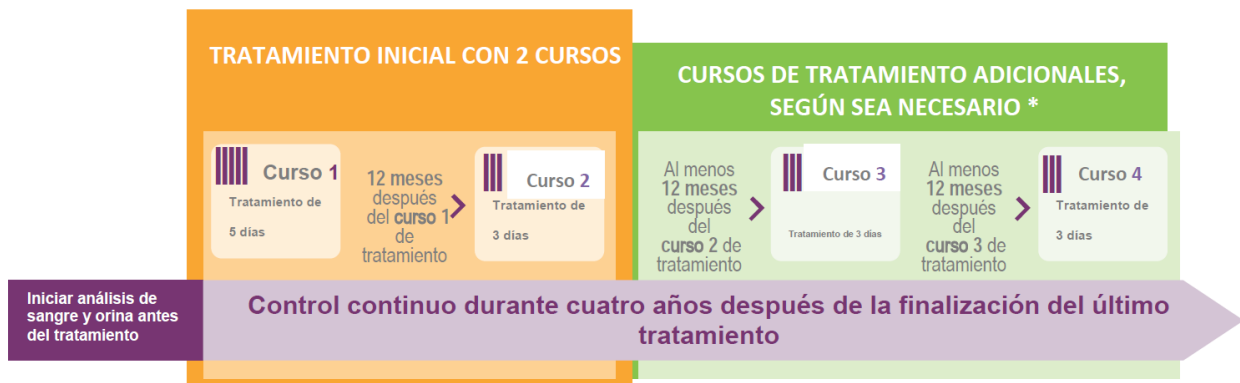 TRATAMIENTO INICIAL CON 2 CURSOS
CURSOS DE TRATAMIENTO ADICIONALES,
SEGÚN SEA NECESARIO *
Curso 1
Tratamiento de
5 días
12 meses
después
del curso 1
de
tratamiento
Curso 2
Tratamiento de
3 días
Al menos
12 meses
después
del
curso 2 de
tratamiento
Curso 3
Tratamiento de 3 días
Al menos
12 meses
después
del
curso 3 de
tratamiento
Curso 4
Tratamiento de
3 días
Iniciar análisis de
sangre y orina antes
del tratamiento
Control continuo durante cuatro años después de la finalización del último
tratamiento